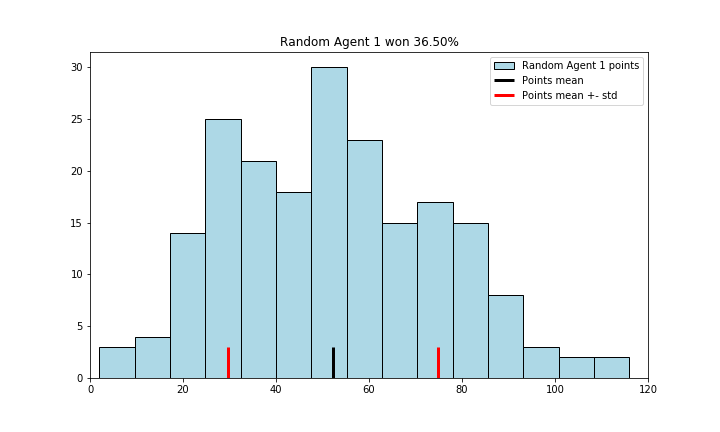 Random Agent 1 won 36.50%
Random Agent 1 points
Points mean
Points mean +- std
30
25
20
15
10
5
0
0 20 40 60 80 100 120